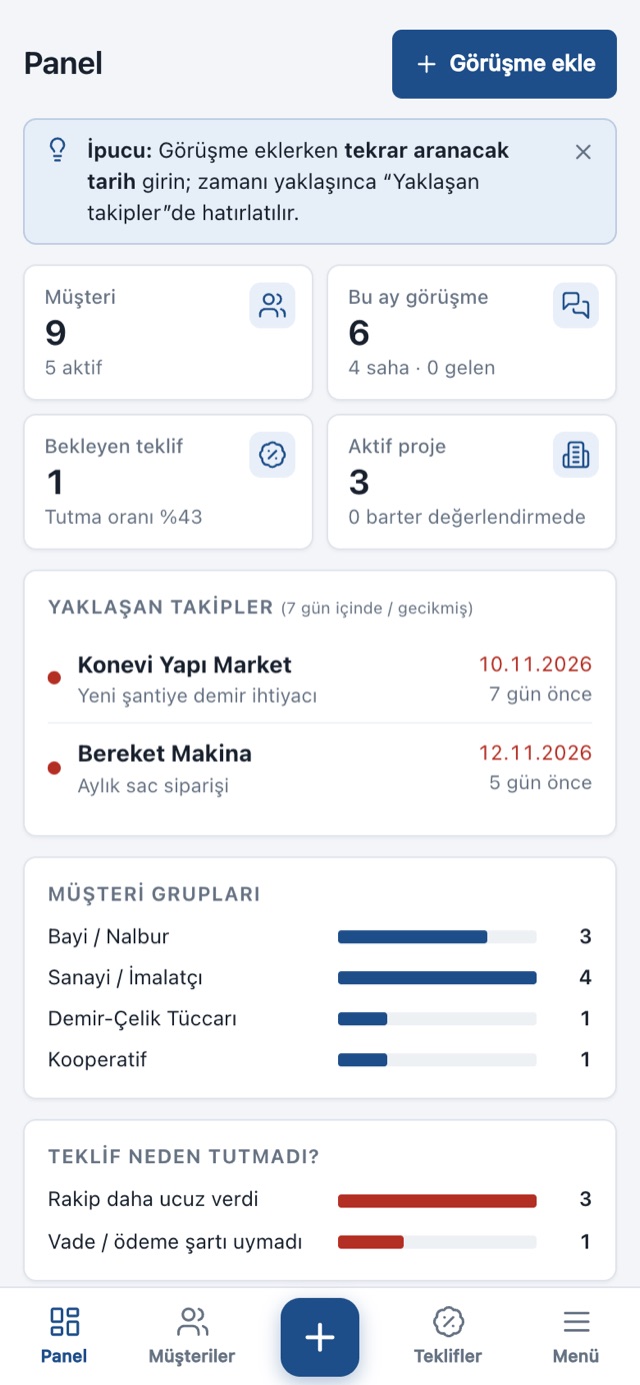 Panel
+ Görüşme ekle
İpucu: Görüşme eklerken tekrar aranacak
tarih girin; zamanı yaklaşınca “Yaklaşan
takipler”de hatırlatılır.
Müşteri
9
5 aktif
Bu ay görüşme
6
4 saha · 0 gelen
Bekleyen teklif
1
Tutma oranı %43
Aktif proje
3
0 barter değerlendirmede
YAKLAŞAN TAKİPLER (7 gün içinde / gecikmiş)
Konevi Yapı Market 10.11.2026
Yeni şantiye demir ihtiyacı 7 gün önce
Bereket Makina 12.11.2026
Aylık sac siparişi 5 gün önce
MÜŞTERİ GRUPLARI
Bayi / Nalbur 3
Sanayi / İmalatçı 4
Demir-Çelik Tüccarı 1
Kooperatif 1
TEKLİF NEDEN TUTMADI?
Rakip daha ucuz verdi 3
Vade / ödeme şartı uymadı 1
Panel Müşteriler Teklifler Menü